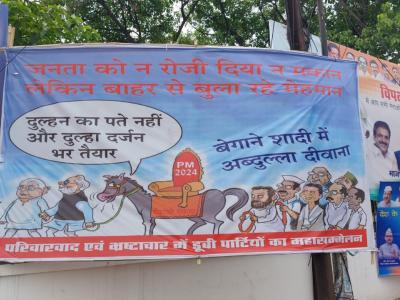 जनता को न रोजी दिया न मकान
लेकिन बाहर से बुला रहे मेहमान
दुल्हन का पते नहीं
और दुल्हा दर्जन
भर तैयार
PM
2024
बेगाने शादी में
अब्दुल्ला दीवाना
परिवारवाद एवं भ्रष्टाचार में डूबी पार्टियों का महासम्मेलन
विपक्ष